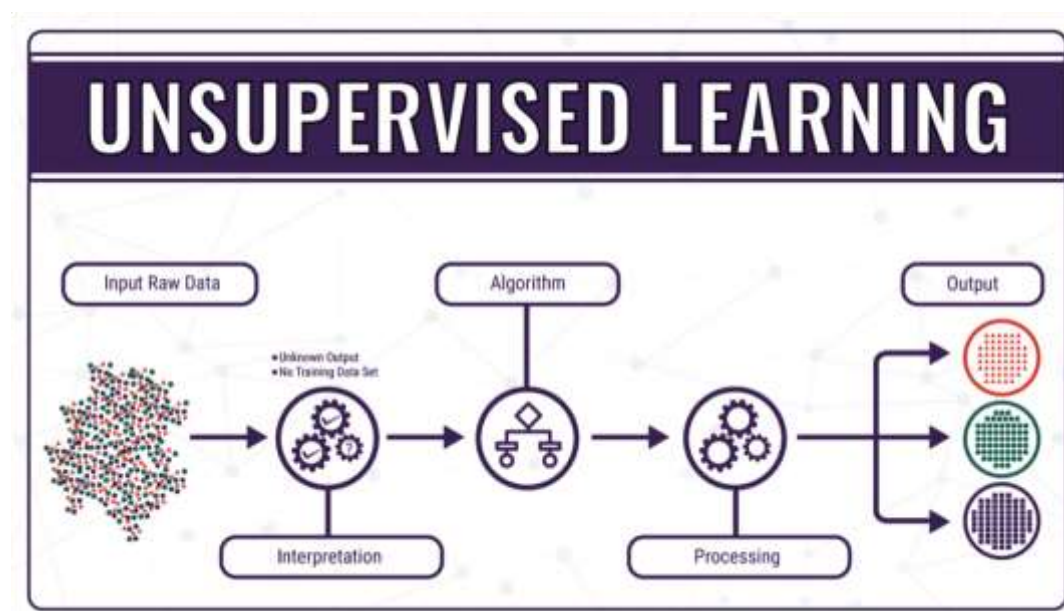 UNSUPERVISED LEARNING
Input Raw Data
Algorithm
Output
• Unknown Output
• No Training Data Set
?
Interpretation
Processing